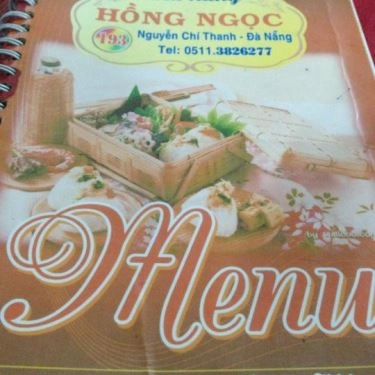 HỒNG NGỌC
193 Nguyễn Chí Thanh - Đà Nẵng
Tel: 0511.3826277
Menu